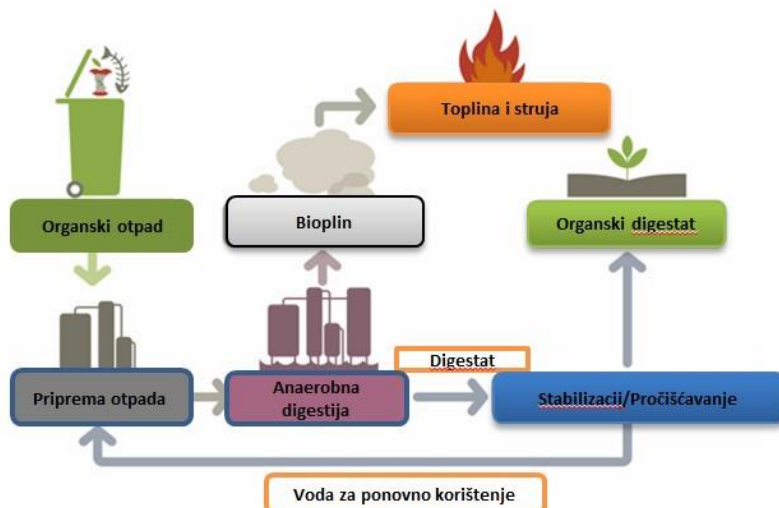 Toplina i struja
Organski otpad
Bioplin
Organski digestat
Digestat
Priprema otpada
Anaerobna
digestija
Stabilizacij/Pročišćavanje
Voda za ponovno korištenje